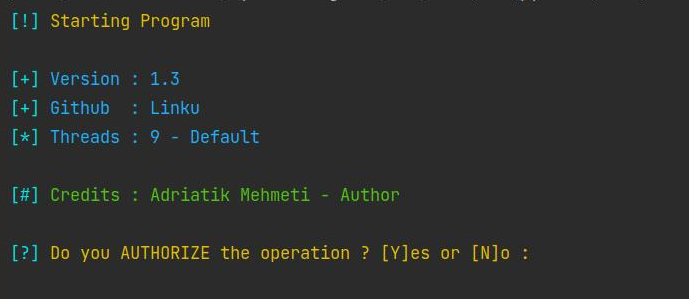 [!] Starting Program
[+] Version : 1.3
[+] Github  : Linku
[*] Threads : 9 - Default
[#] Credits : Adriatik Mehmeti - Author
[?] Do you AUTHORIZE the operation ? [Y]es or [N]o :